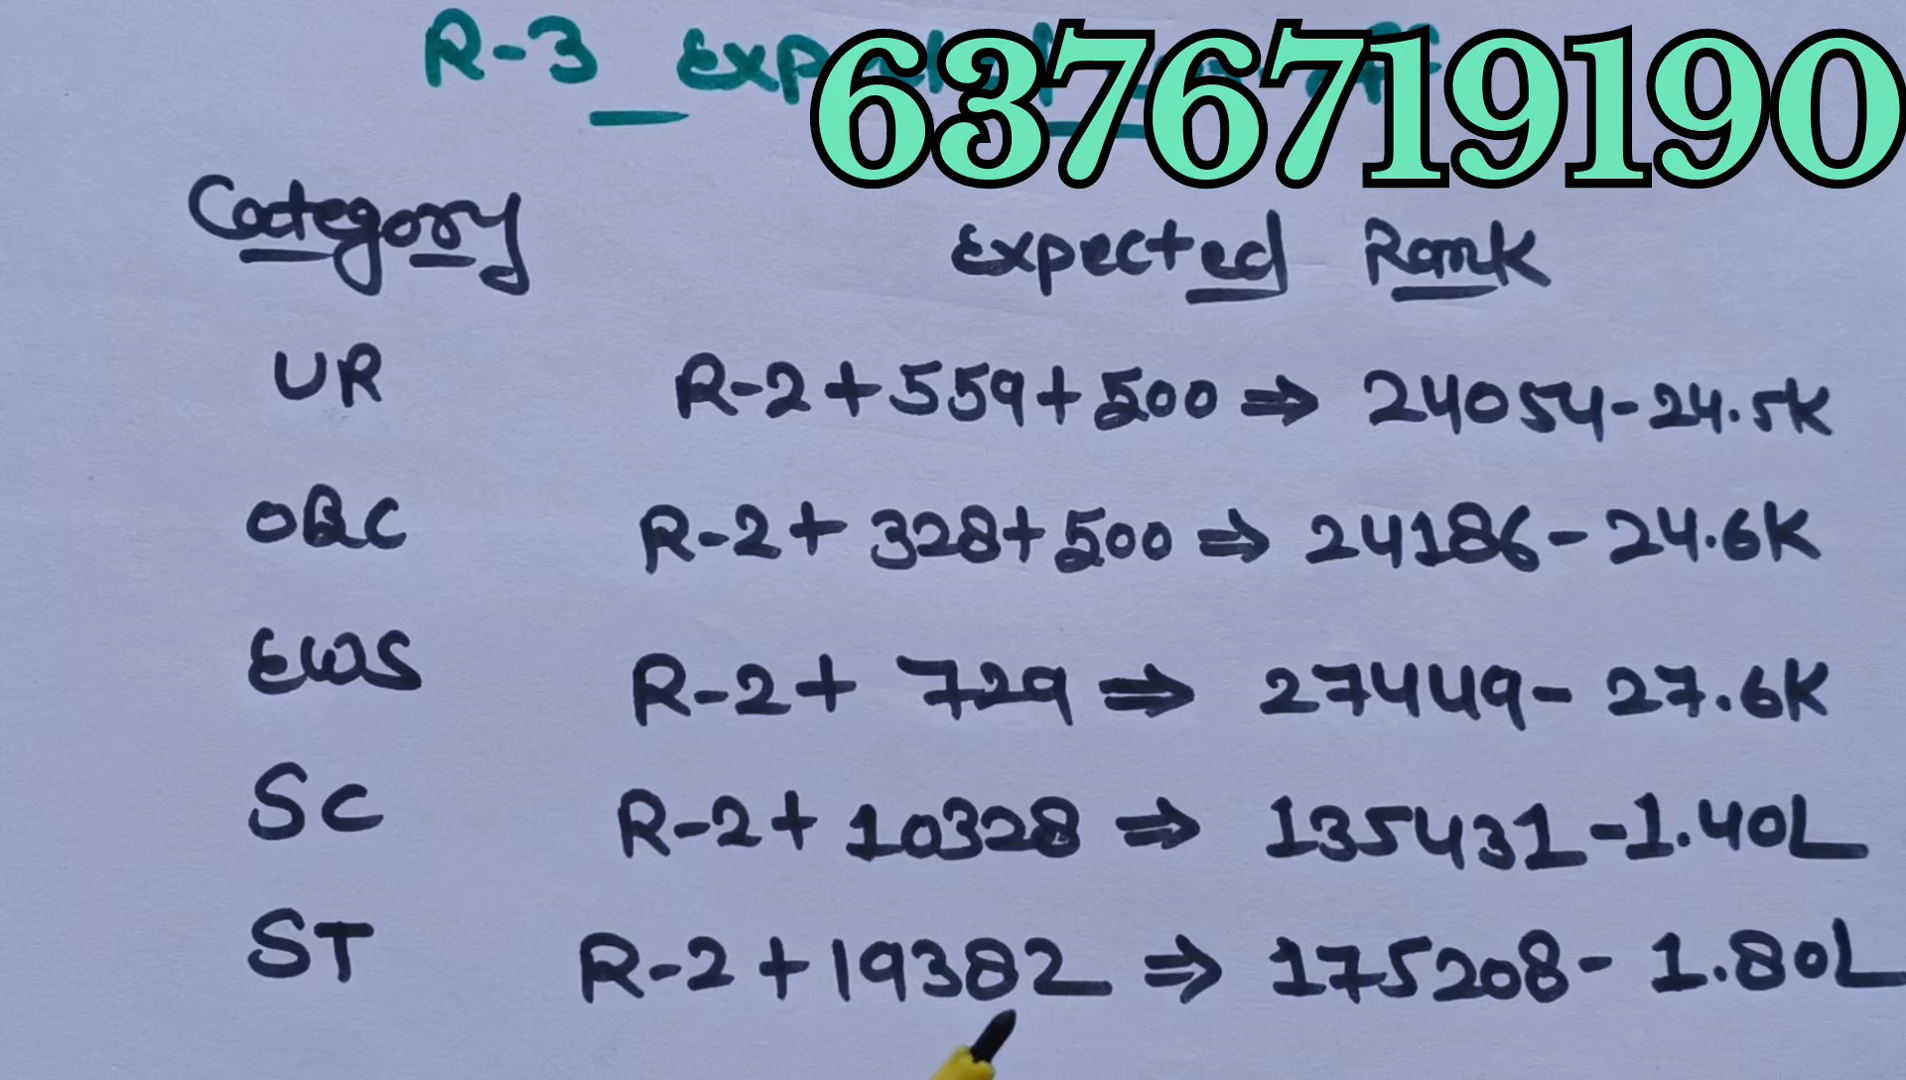 R-3
6376719190
Category Expected Rank
UR R-2+559+500 ⇒ 24054-24.5K
OBC R-2+ 328+500 ⇒ 24186-24.6K
EWS R-2+ 729 ⇒ 27449- 27.6K
SC R-2+ 10328 ⇒ 135431-1.40L
ST R-2+19382 ⇒ 175208- 1.80L